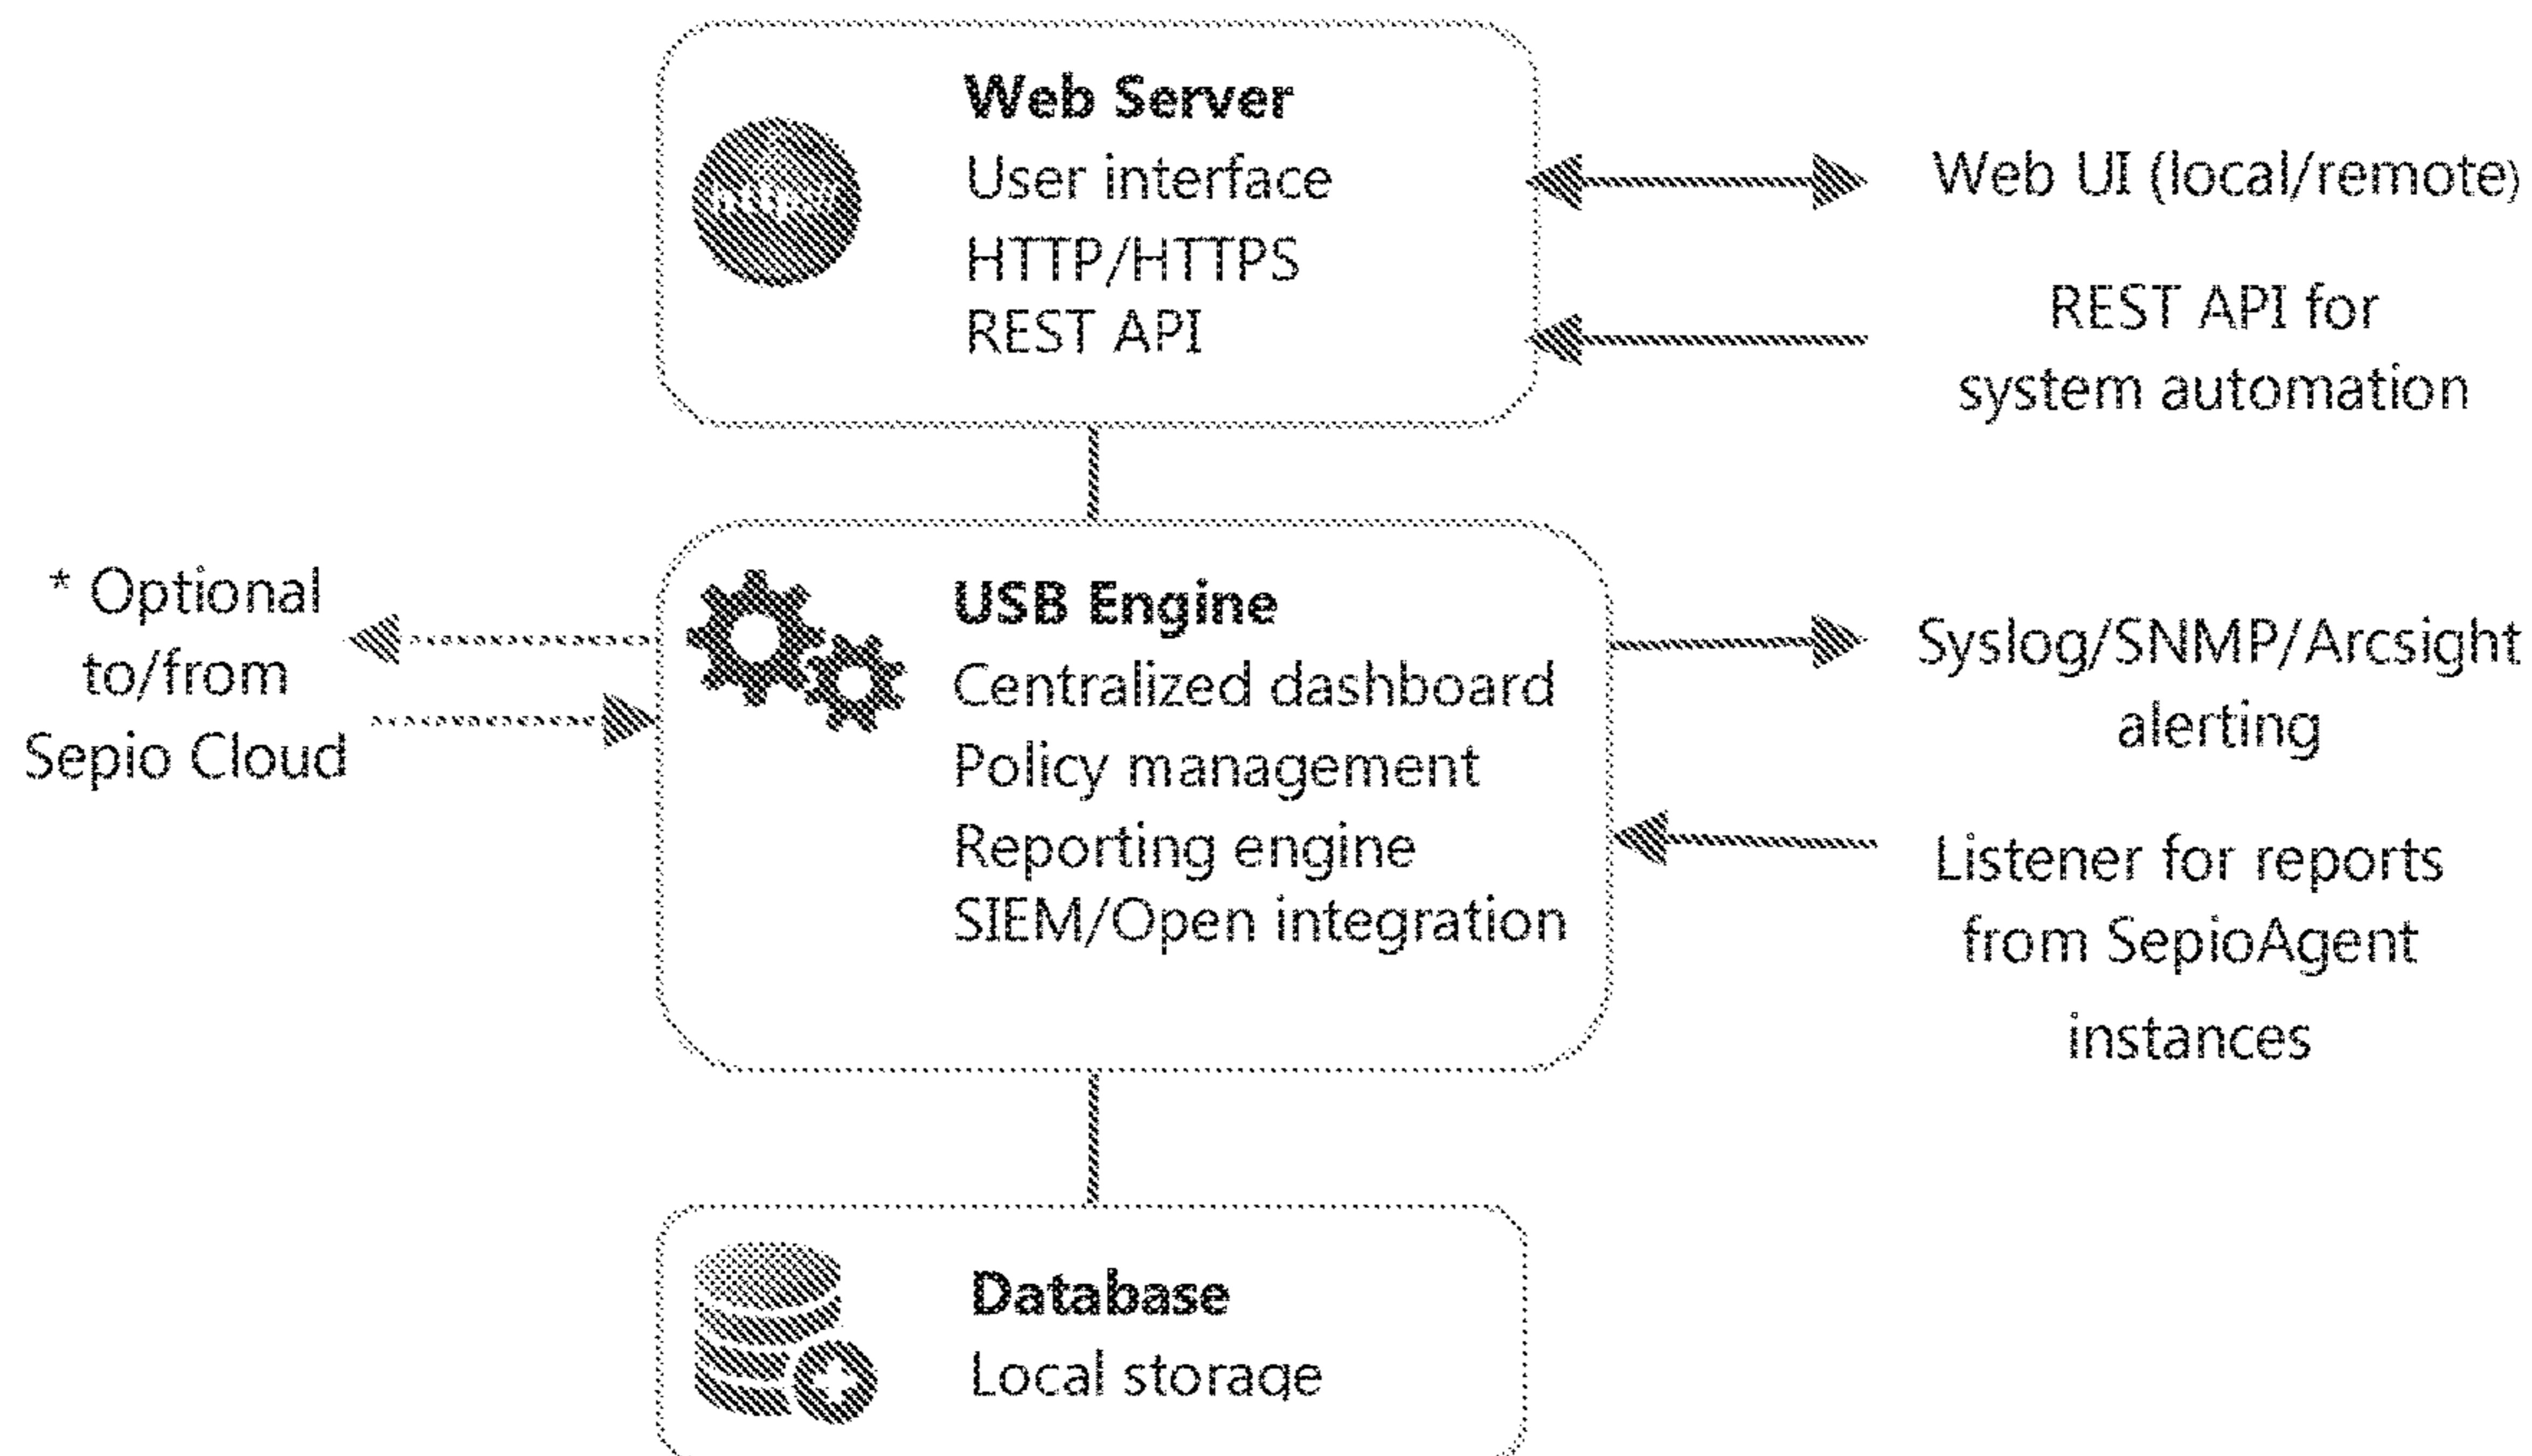 Web Server
User interface
HTTP/HTTPS
REST API
Web UI (local/remote)
REST API for
system automation
* Optional
to/from
Sepio Cloud
USB Engine
Centralized dashboard
Policy management
Reporting engine
SIEM/Open integration
Syslog/SNMP/Arcsight
alerting
Listener for reports
from SepioAgent
instances
Database
Local storage